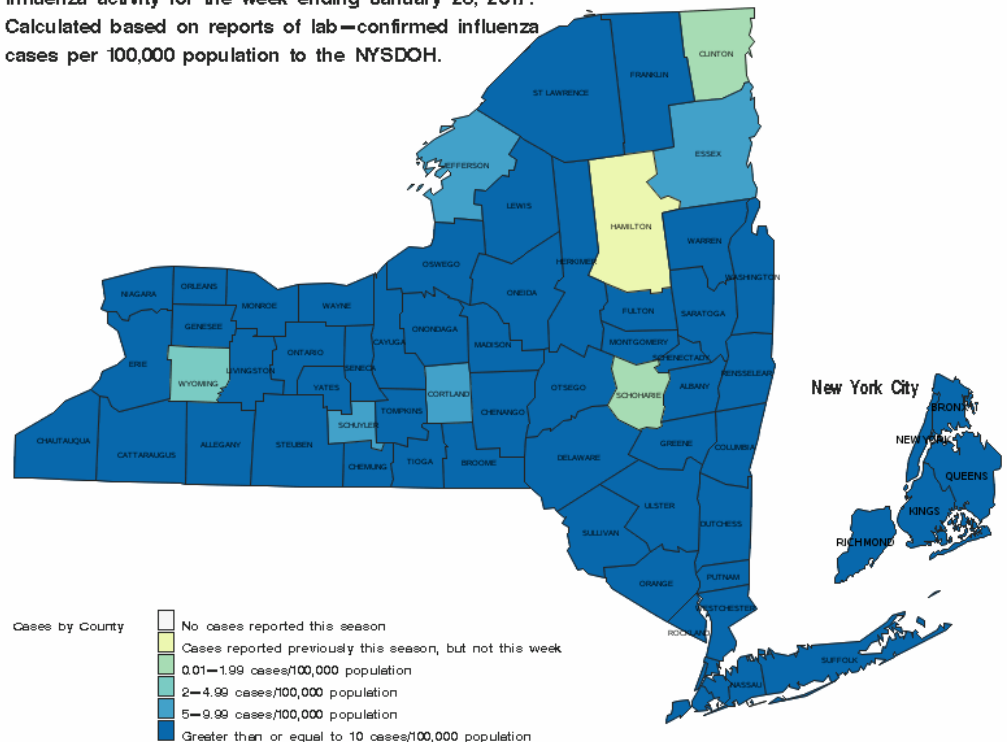 Calculated based on reports of lab-confirmed influenza
cases per 100,000 population to the NYSDOH.
CLINTON
FRANKLIN
ST LAWRENCE
ESSEX
JEFFERSON
LEWIS
HAMILTON
WARREN
HERKIMER
WASHINGTON
OSWEGO
ONEIDA
NIAGARA
ORLEANS
MONROE
WAYNE
FULTON
SARATOGA
GENESEE
ONONDAGA
CAYUGA
MADISON
MONTGOMERY
ERIE
ONTARIO
SCHENECTADY
LIVINGSTON
SENECA
RENSSELEAR
WYOMING
YATES
OTSEGO
ALBANY
CORTLAND
SCHOHARIE
New York City
TOMPKINS
CHENANGO
BRONX
SCHUYLER
CHAUTAUQUA
CATTARAUGUS
ALLEGANY
STEUBEN
GREENE
COLUMBIA
NEW YORK
CHEMUNG
TIOGA
BROOME
DELAWARE
QUEENS
ULSTER
KINGS
SULLIVAN
DUTCHESS
RICHMOND
ORANGE
PUTNAM
WESTCHESTER
ROCKLAND
SUFFOLK
NASSAU
Cases by County
No cases reported this season
Cases reported previously this season, but not this week
0.01-1.99 cases/100,000 population
2-4.99 cases/100,000 population
5-9.99 cases/100,000 population
Greater than or equal to 10 cases/100,000 population